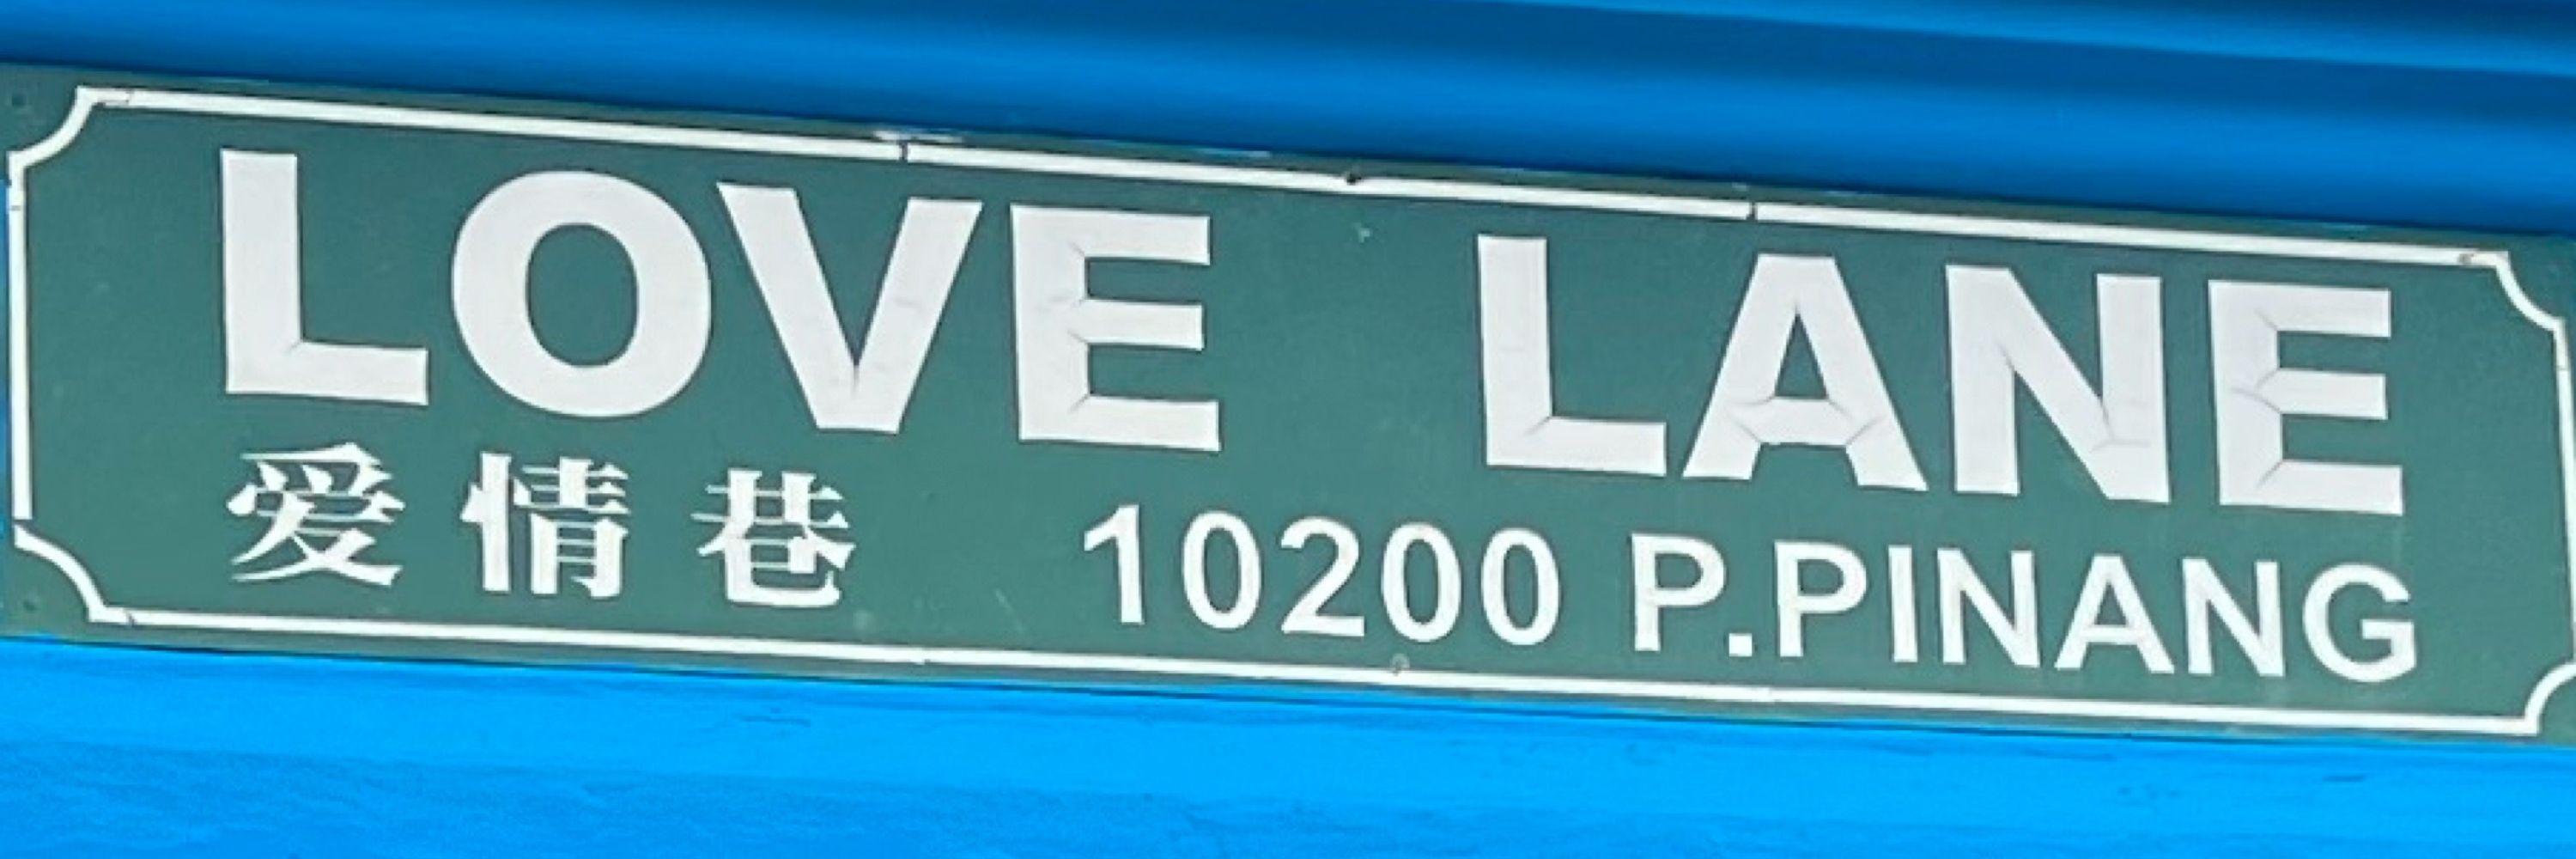 LOVE LANE
爱情巷 10200 P.PINANG